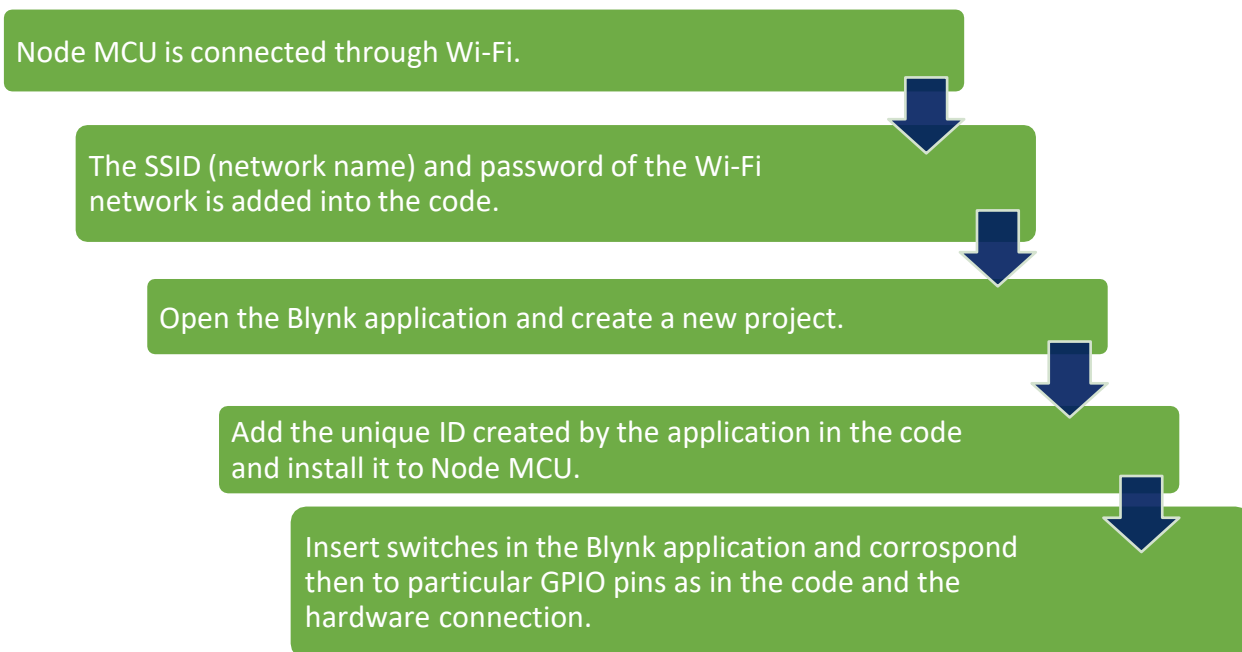 Node MCU is connected through Wi-Fi.
The SSID (network name) and password of the Wi-Fi
network is added into the code.
Open the Blynk application and create a new project.
Add the unique ID created by the application in the code
and install it to Node MCU.
Insert switches in the Blynk application and corrospond
then to particular GPIO pins as in the code and the
hardware connection.